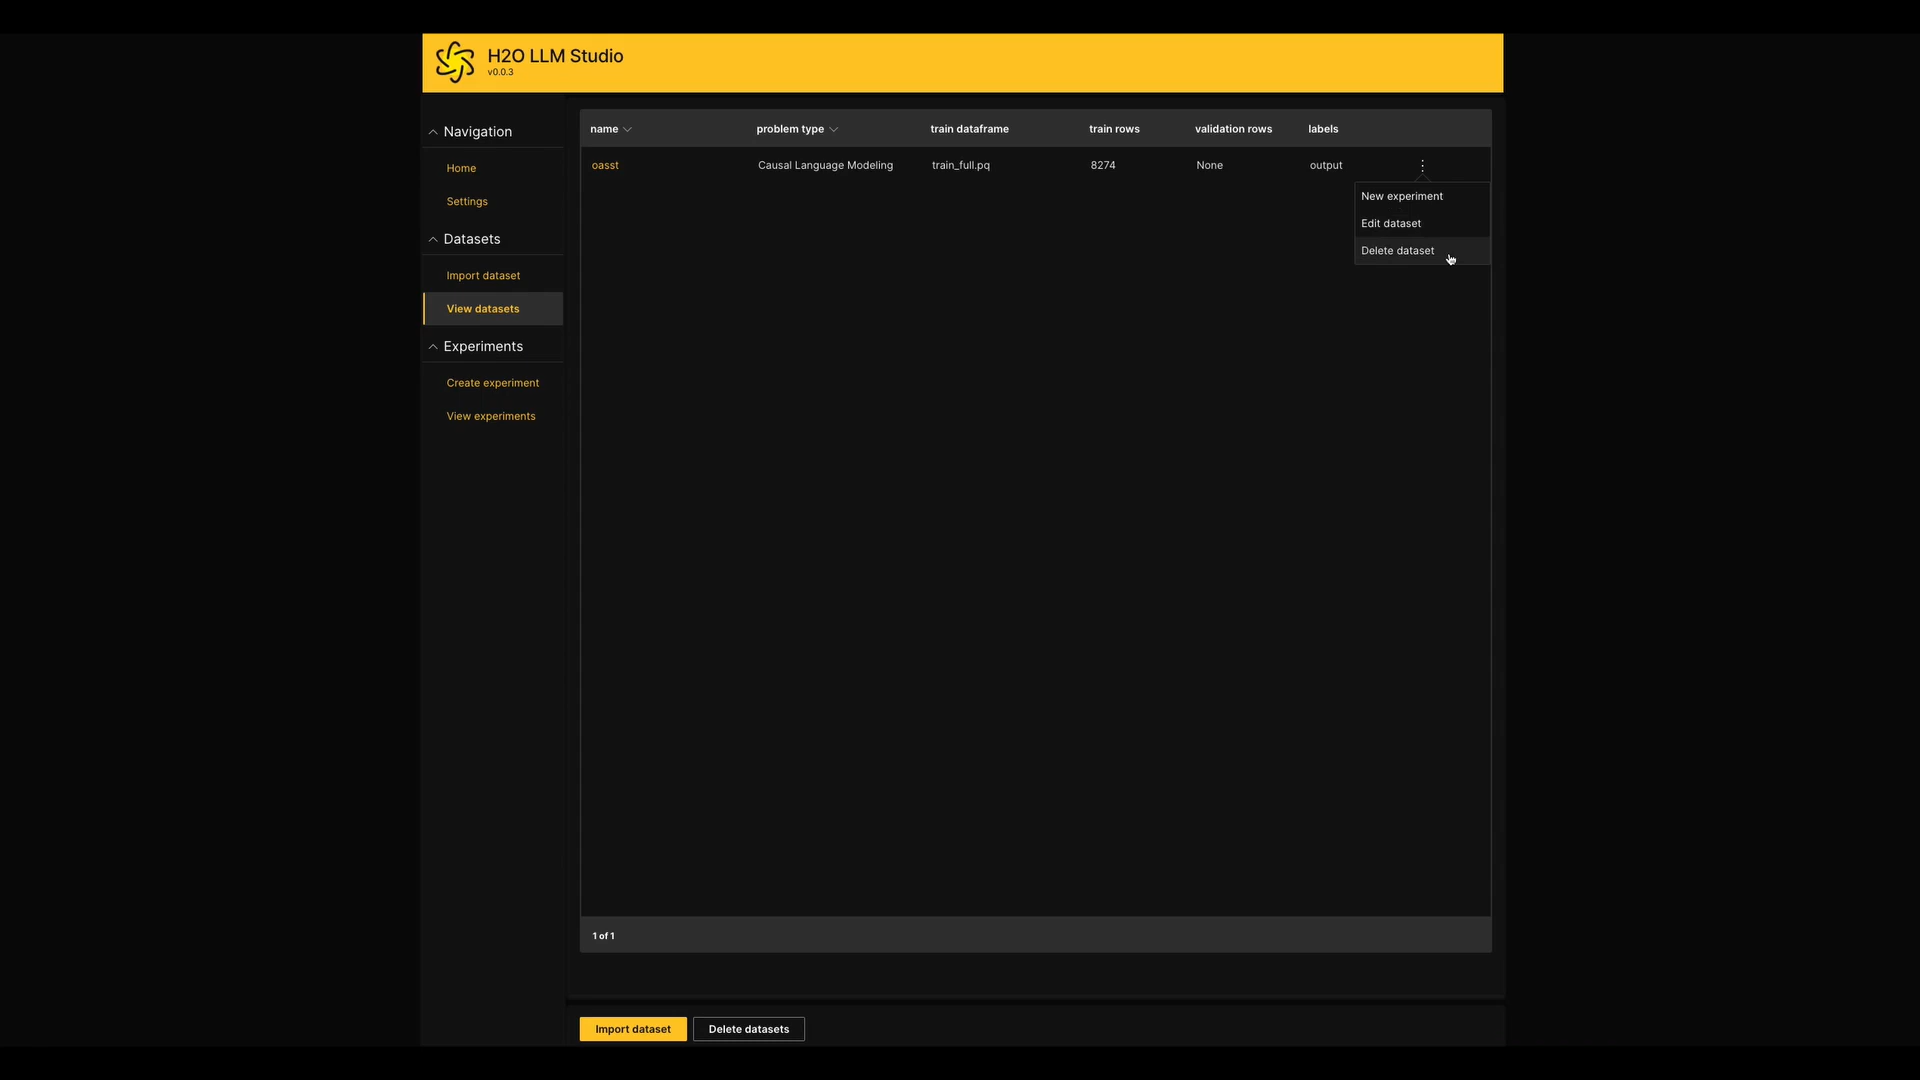 H2O LLM Studio
v0.0.3
Navigation
Home
Settings
Datasets
Import dataset
View datasets
Experiments
Create experiment
View experiments
name problem type train dataframe train rows validation rows labels
oasst Causal Language Modeling train_full.pq 8274 None output
New experiment
Edit dataset
Delete dataset
1 of 1
Import dataset Delete datasets